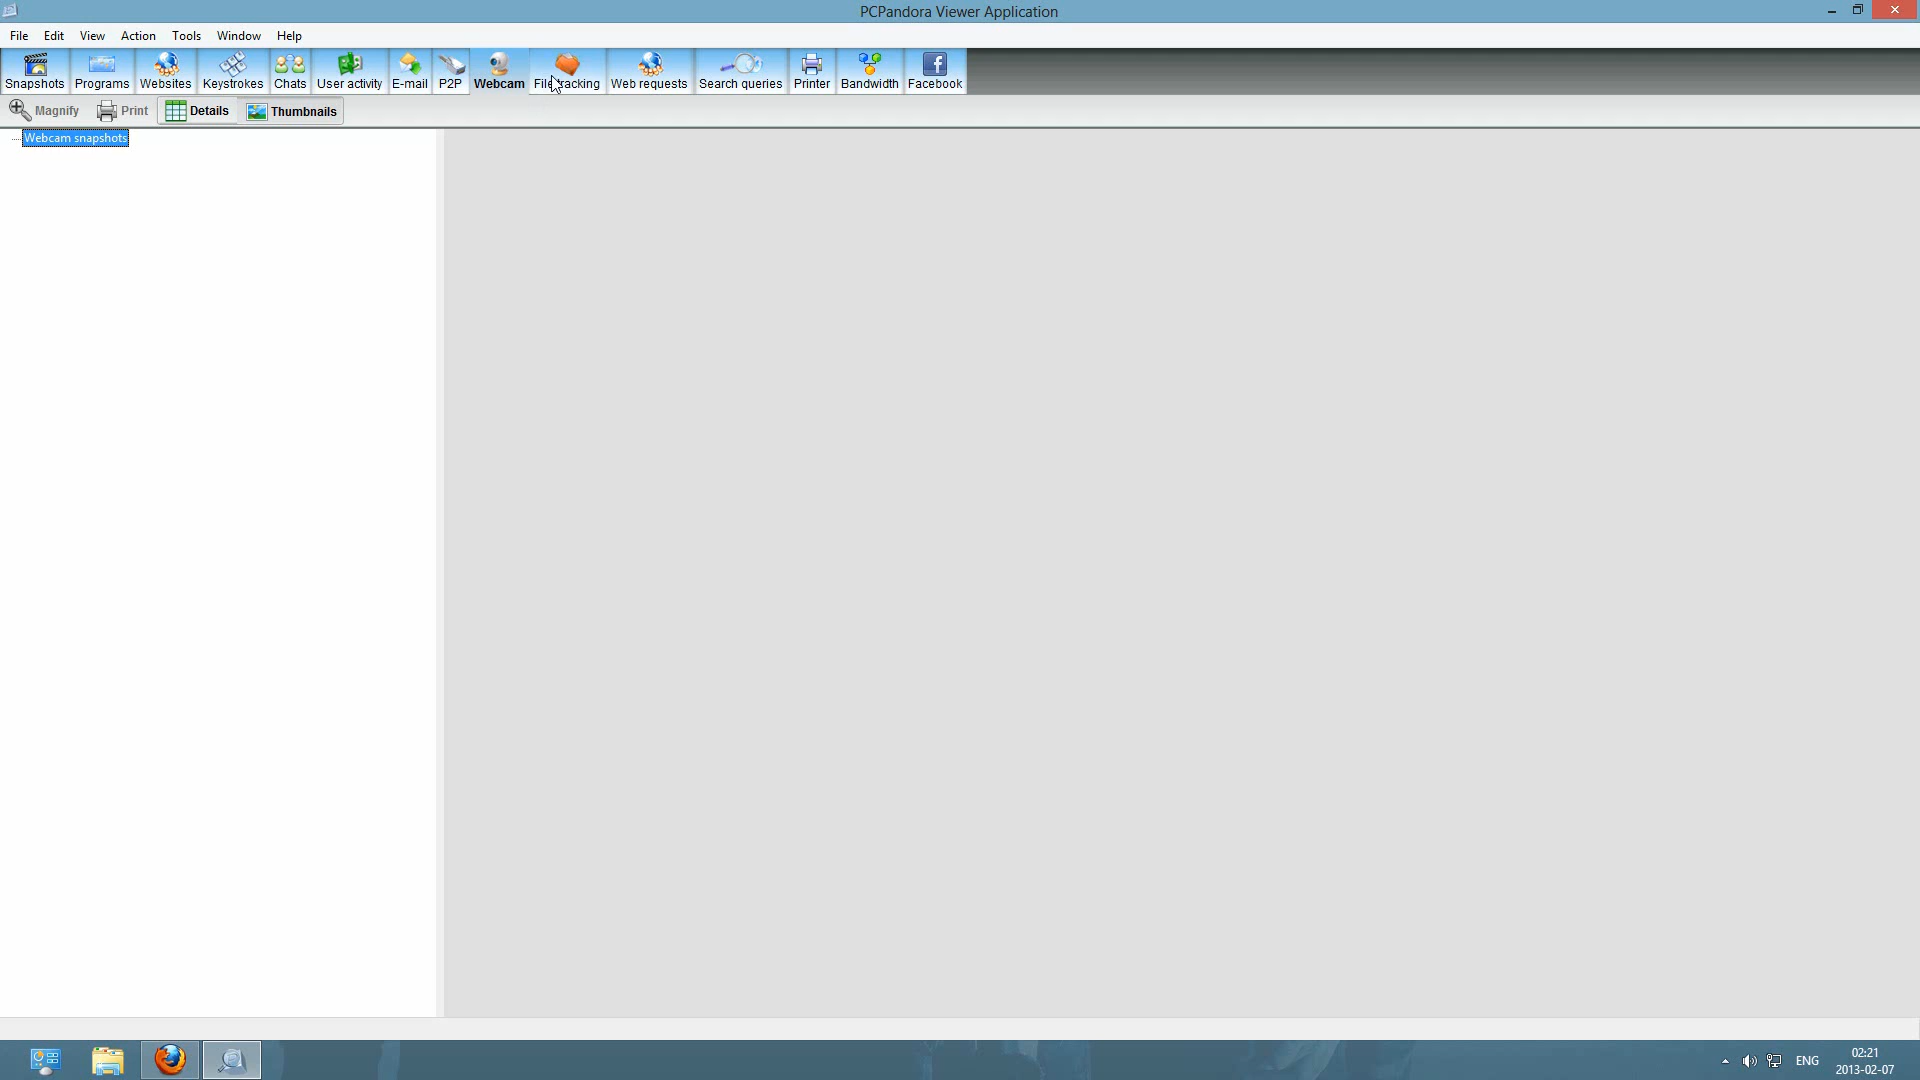 PCPandora Viewer Application
File Edit View Action Tools Window Help
Snapshots Programs Websites Keystrokes Chats User activity E-mail P2P Webcam File tracking Web requests Search queries Printer Bandwidth Facebook
Magnify Print Details Thumbnails
Webcam snapshots
ENG
02:21
2013-02-07